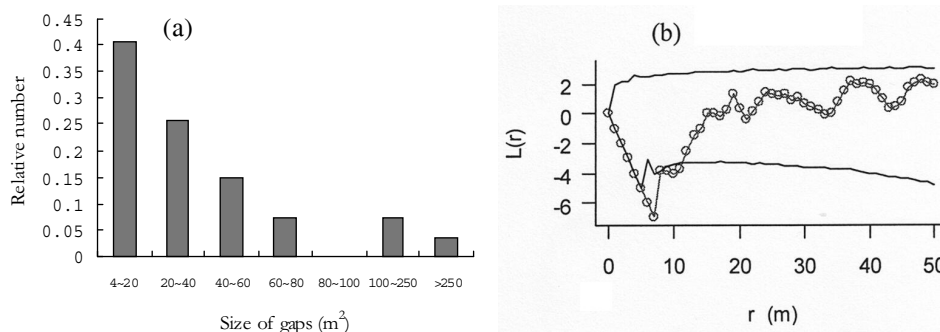 (a)
Relative number
0.45
0.4
0.35
0.3
0.25
0.2
0.15
0.1
0.05
0
4~20 20~40 40~60 60~80 80~100 100~250 >250
Size of gaps (m²)
(b)
L(r)
2
0
-2
-4
-6
0 10 20 30 40 50
r (m)